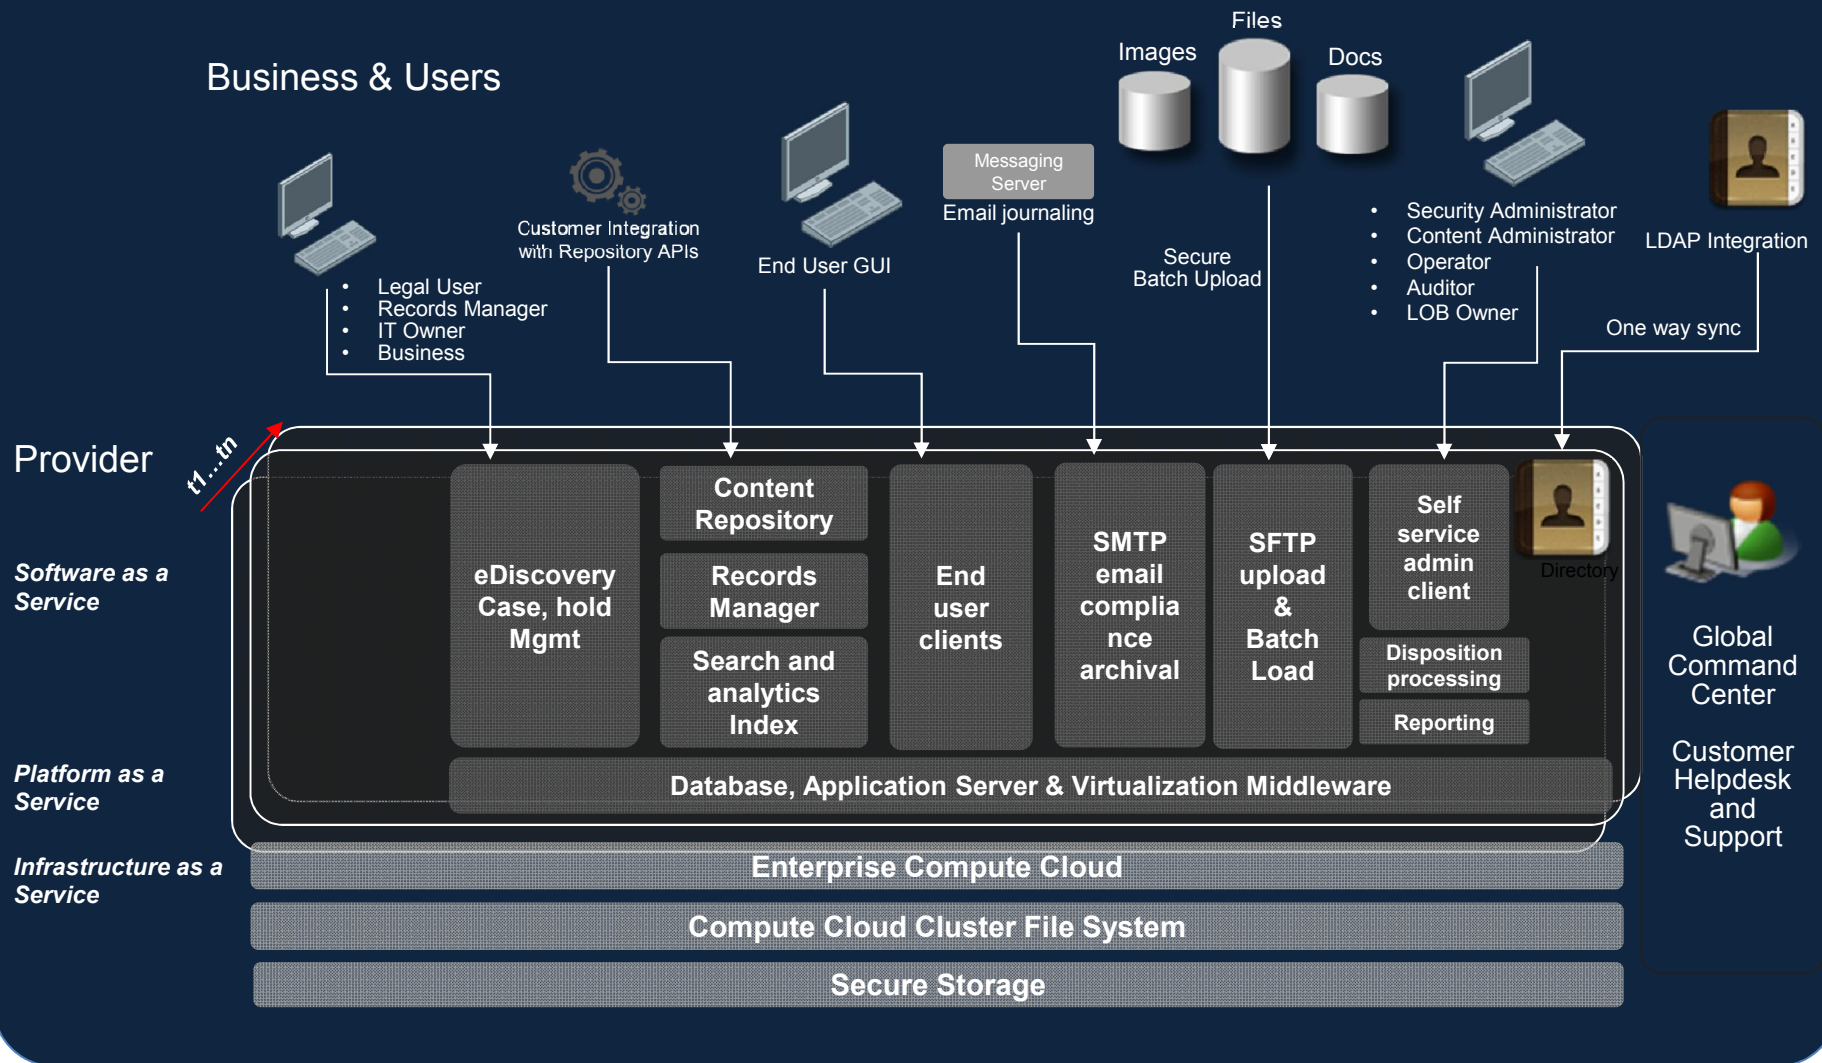 Files
Images
Docs
Business & Users
Messaging
Server
Email journaling
Customer Integration
with Repository APIs
End User GUI
Secure
Batch Upload
• Security Administrator
• Content Administrator
• Operator
• Auditor
• LOB Owner
LDAP Integration
One way sync
• Legal User
• Records Manager
• IT Owner
• Business
Provider
t1...tn
Software as a
Service
Platform as a
Service
Infrastructure as a
Service
eDiscovery
Case, hold
Mgmt
Content
Repository
Records
Manager
Search and
analytics
Index
End
user
clients
SMTP
email
complia
nce
archival
SFTP
upload
&
Batch
Load
Self
service
admin
client
Disposition
processing
Reporting
Directory
Database, Application Server & Virtualization Middleware
Enterprise Compute Cloud
Compute Cloud Cluster File System
Secure Storage
Global
Command
Center
Customer
Helpdesk
and
Support